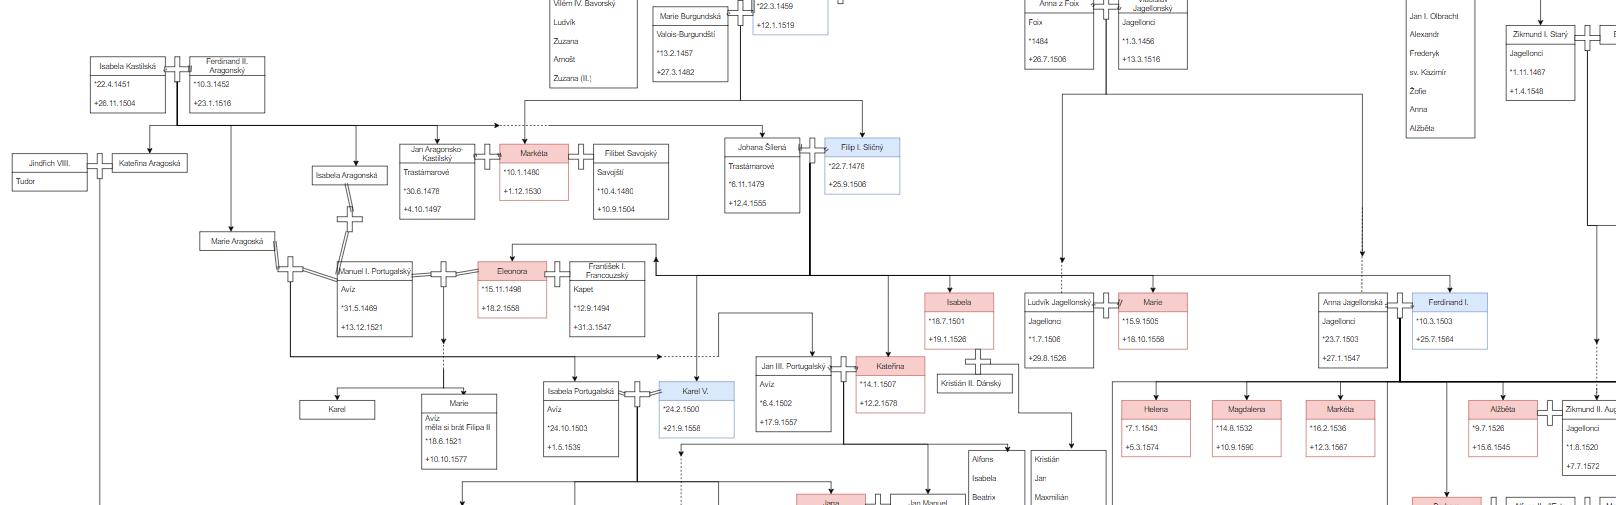 Vilém IV. Bavorský
Ludvík
Zuzana
Arnošt
Zuzana (II.)
Marie Burgundská
Valois-Burgundští
*13.2.1457
+27.3.1482
*22.3.1459
+12.1.1519
Anna z Foix
Foix
*1484
+26.7.1506
Jagellonský
Jagellonci
*1.3.1456
+13.3.1516
Jan I. Olbracht
Alexandr
Frederyk
sv. Kazimír
Žofie
Anna
Alžběta
Zikmund I. Starý
Jagellonci
*1.11.1467
+1.4.1548
Isabela Kastilská
*22.4.1451
+26.11.1504
Ferdinand II.
Aragonský
*10.3.1452
+23.1.1516
Jindřich VIII.
Tudor
Kateřina Aragoská
Isabela Aragonská
Marie Aragoská
Jan Aragonsko-
Kastilský
Trastámarové
*30.6.1478
+4.10.1497
Markéta
*10.1.1480
+1.12.1530
Filibet Savojský
Savojští
*10.4.1480
+10.9.1504
Johana Šílená
Trastámarové
*6.11.1479
+12.4.1555
Filip I. Sličný
*22.7.1478
+25.9.1506
Manuel I. Portugalský
Avíz
*31.5.1469
+13.12.1521
Eleonora
*15.11.1498
+18.2.1558
František I.
Francouzský
Kapet
*12.9.1494
+31.3.1547
Isabela
*18.7.1501
+19.1.1526
Kristián II. Dánský
Ludvík Jagellonský
Jagellonci
*1.7.1506
+29.8.1526
Marie
*15.9.1505
+18.10.1558
Anna Jagellonská
Jagellonci
*23.7.1503
+27.1.1547
Ferdinand I.
*10.3.1503
+25.7.1564
Karel
Marie
Avíz
měla si brát Filipa II
*18.6.1521
+10.10.1577
Isabela Portugalská
Avíz
*24.10.1503
+1.5.1539
Karel V.
*24.2.1500
+21.9.1558
Jan III. Portugalský
Avíz
*6.4.1502
+17.9.1557
Kateřina
*14.1.1507
+12.2.1578
Helena
*7.1.1543
+5.3.1574
Magdalena
*14.8.1532
+10.9.1590
Markéta
*16.2.1536
+12.3.1567
Alžběta
*9.7.1526
+15.6.1545
Zikmund II. Aug
Jagellonci
*1.8.1520
+7.7.1572
Alfons
Isabela
Beatrix
Kristián
Jan
Maxmilián
Jana
Jan Manuel